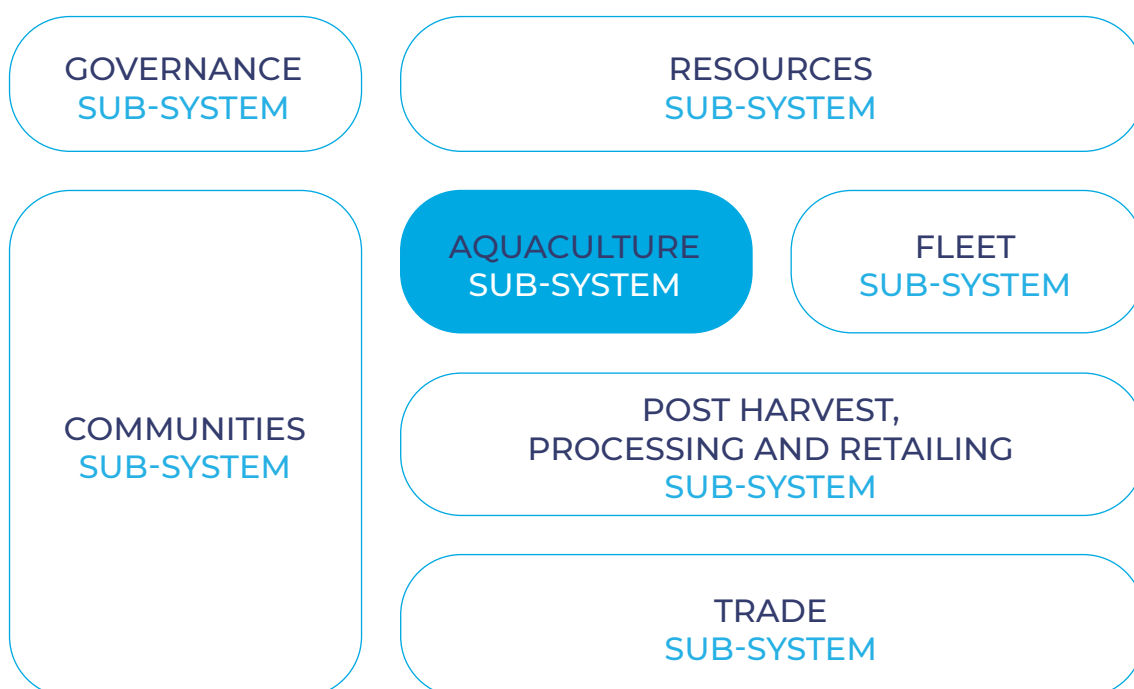 GOVERNANCE
SUB-SYSTEM
RESOURCES
SUB-SYSTEM
AQUACULTURE
SUB-SYSTEM
FLEET
SUB-SYSTEM
COMMUNITIES
SUB-SYSTEM
POST HARVEST,
PROCESSING AND RETAILING
SUB-SYSTEM
TRADE
SUB-SYSTEM